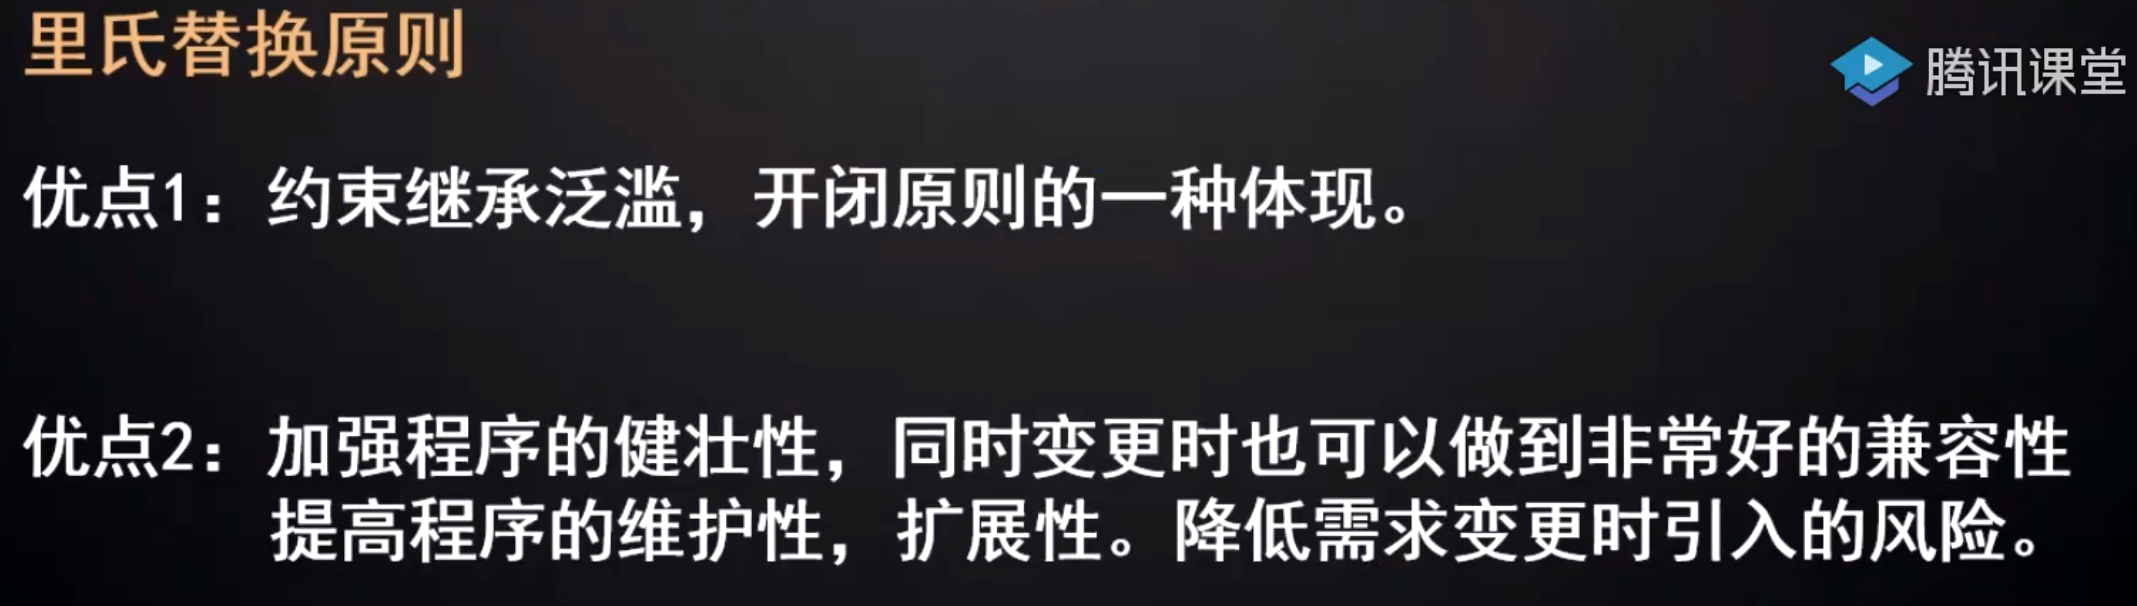 里氏替换原则
腾讯课堂
优点1：约束继承泛滥，开闭原则的一种体现。
优点2：加强程序的健壮性，同时变更时也可以做到非常好的兼容性
提高程序的维护性，扩展性。降低需求变更时引入的风险。